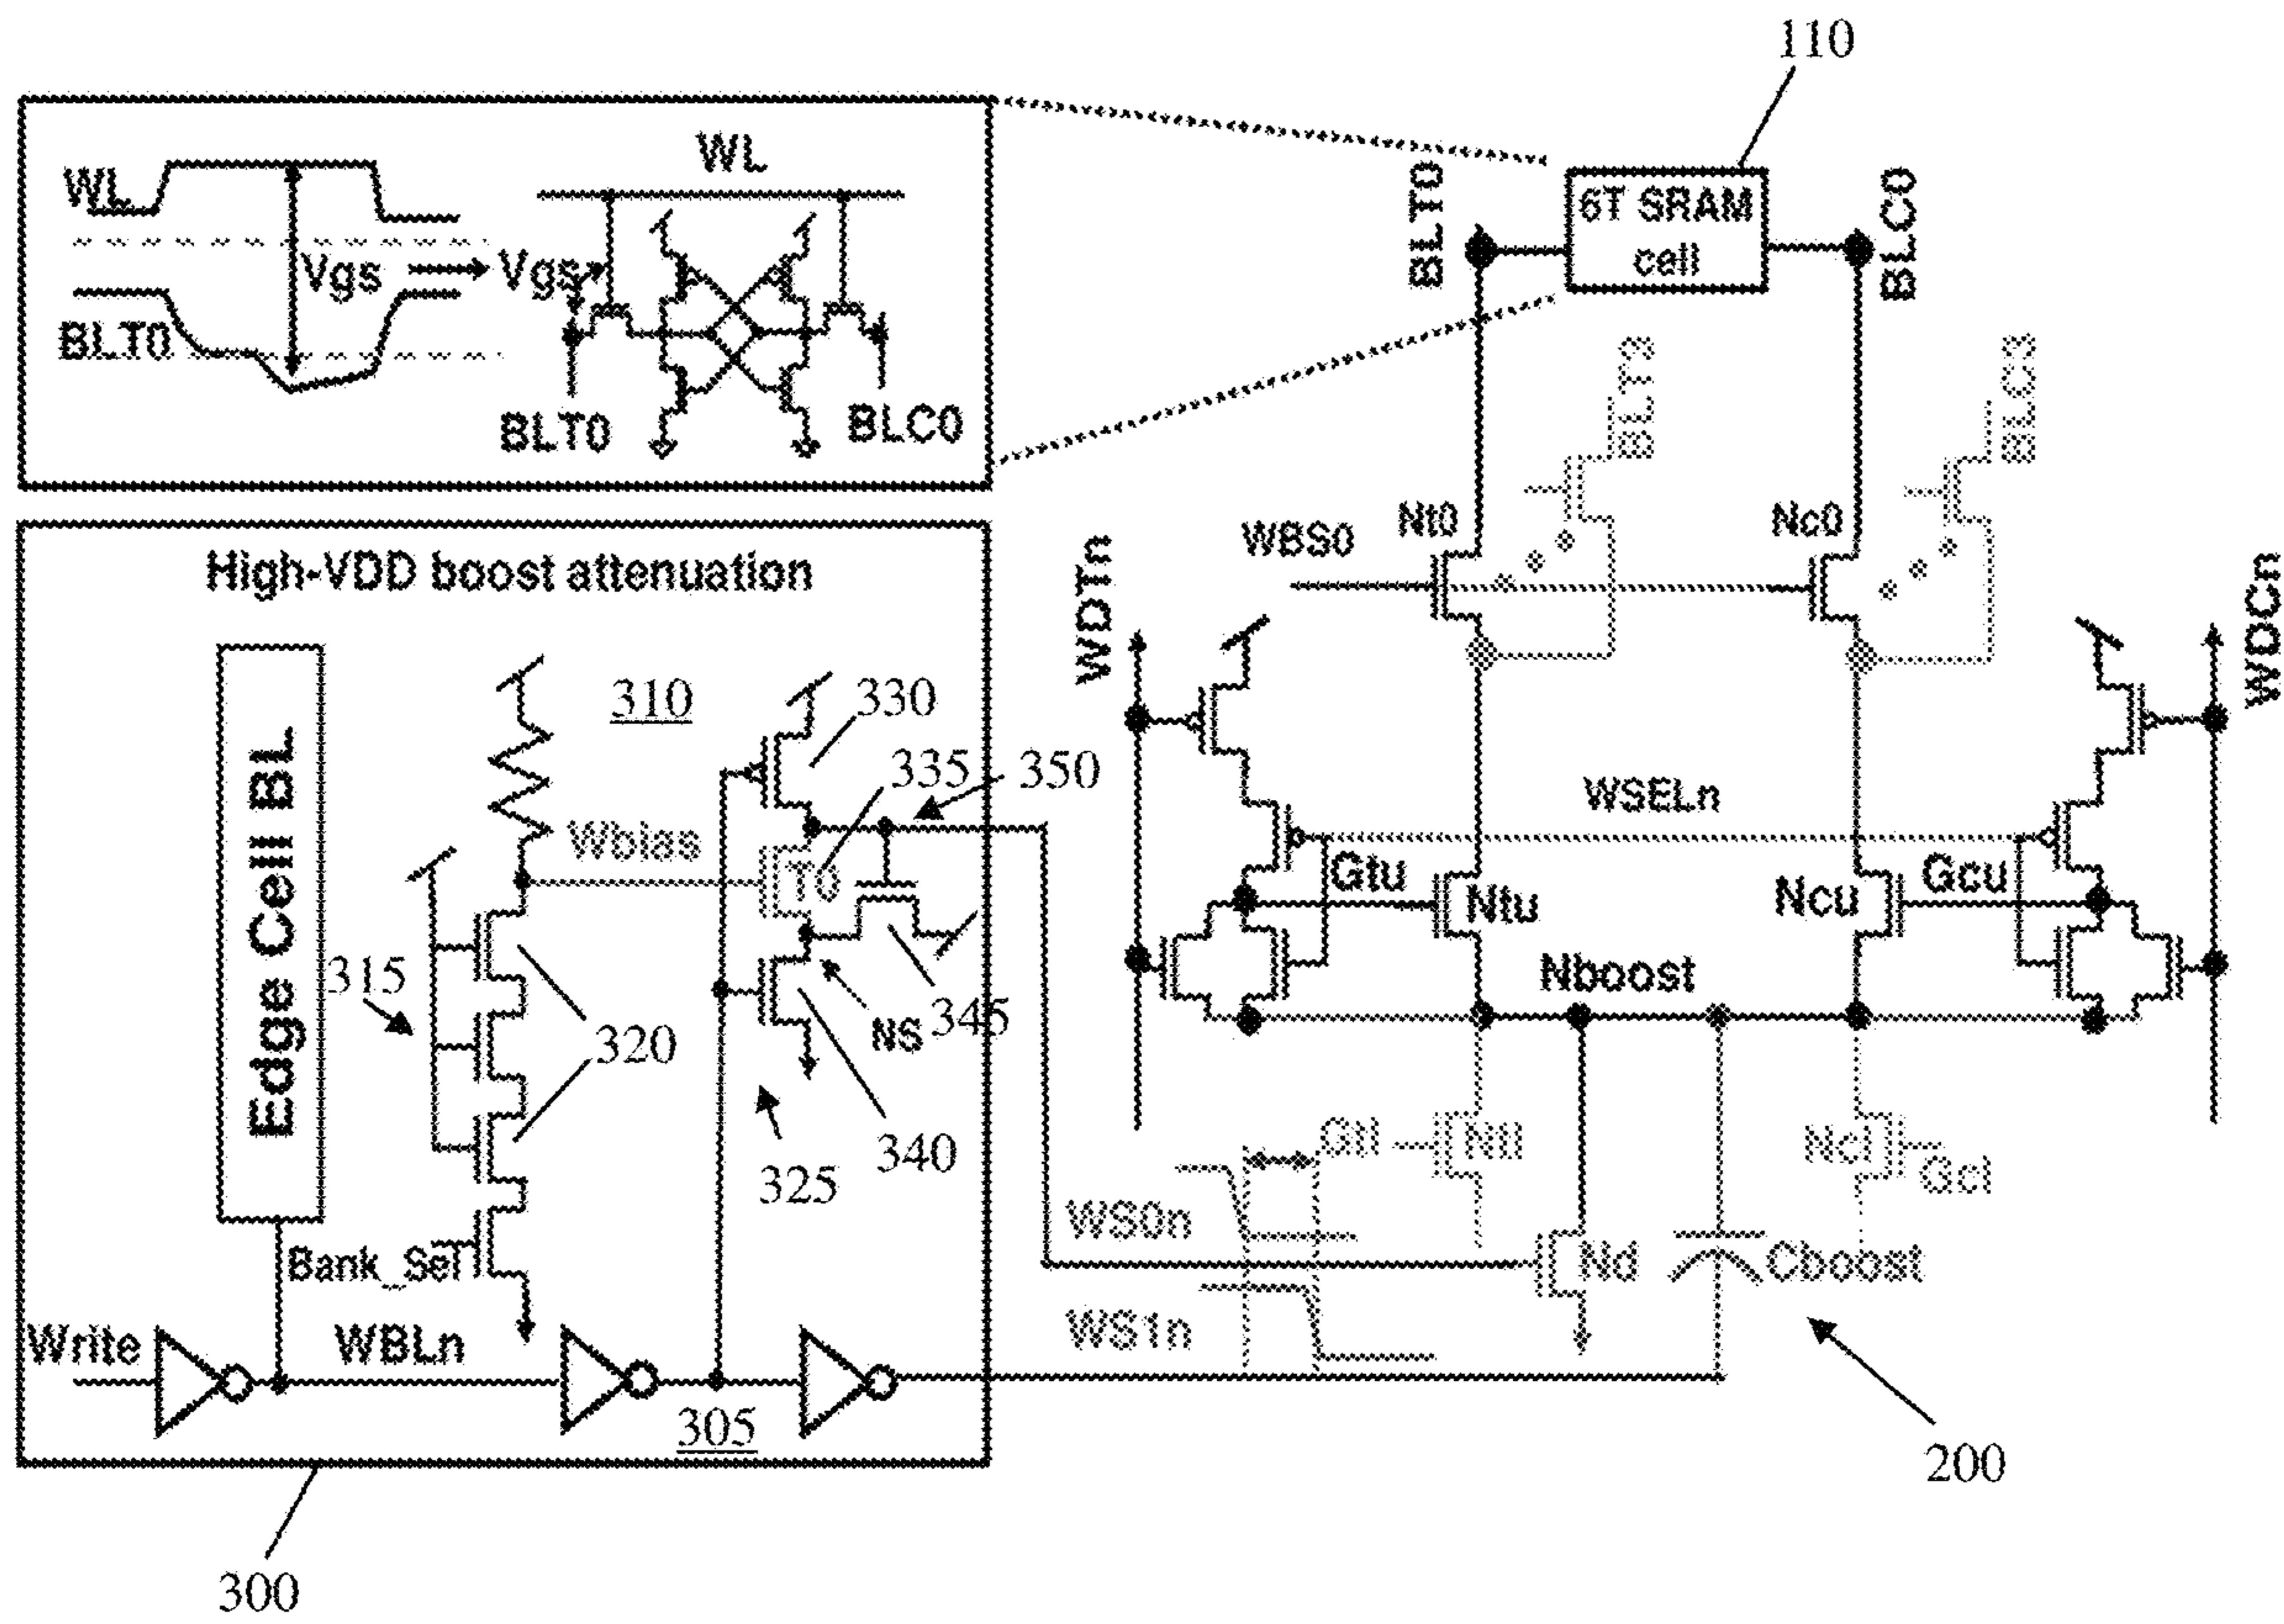 110
WL
WL
Vgs
Vgs
BLT0
BLT0
BLC0
BLT0
6T SRAM
cell
BLC0
BLT3
BLC3
WBS0
Nt0
Nc0
WDTn
WDCn
WSELn
Gtu
Ntu
Ncu
Gcu
Nboost
Gtl
Ntl
Ncl
Gcl
WS0n
WS1n
Nd
Cboost
200
High-VDD boost attenuation
Edge Cell BL
310
330
335
350
Wbias
T0
315
320
NS
345
340
325
Bank_Sel
Write
WBLn
305
300